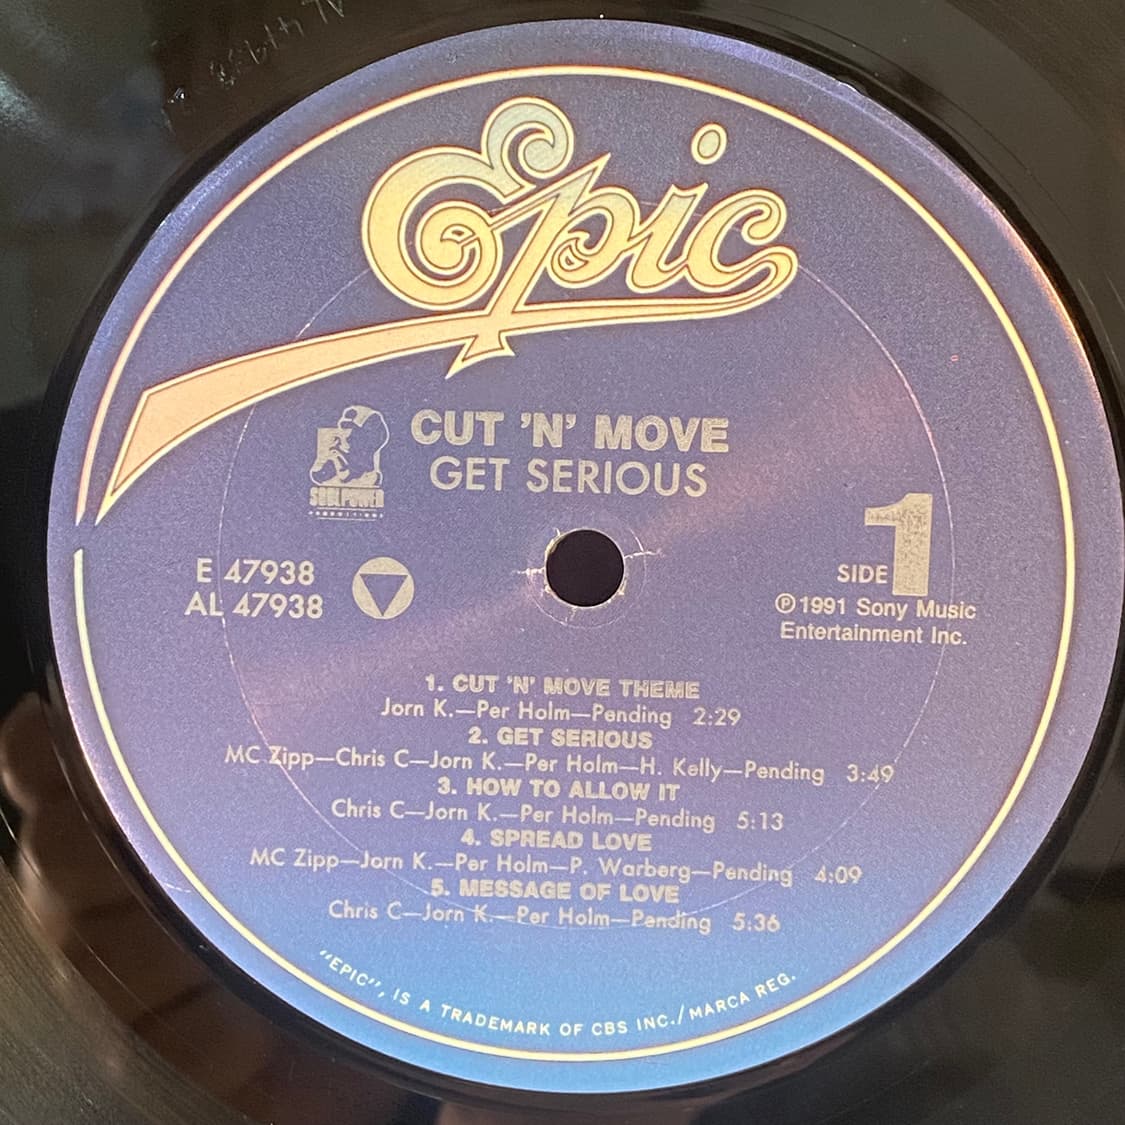 Epic
CUT 'N' MOVE
GET SERIOUS
SOULPOWER
PRODUCTIONS
E 47938
AL 47938
SIDE 1
Ⓟ1991 Sony Music
Entertainment Inc.
1. CUT 'N' MOVE THEME
Jorn K.—Per Holm—Pending 2:29
2. GET SERIOUS
MC Zipp—Chris C—Jorn K.—Per Holm—H. Kelly—Pending 3:49
3. HOW TO ALLOW IT
Chris C—Jorn K.—Per Holm—Pending 5:13
4. SPREAD LOVE
MC Zipp—Jorn K.—Per Holm—P. Warberg—Pending 4:09
5. MESSAGE OF LOVE
Chris C—Jorn K.—Per Holm—Pending 5:36
"EPIC", IS A TRADEMARK OF CBS INC./MARCA REG.